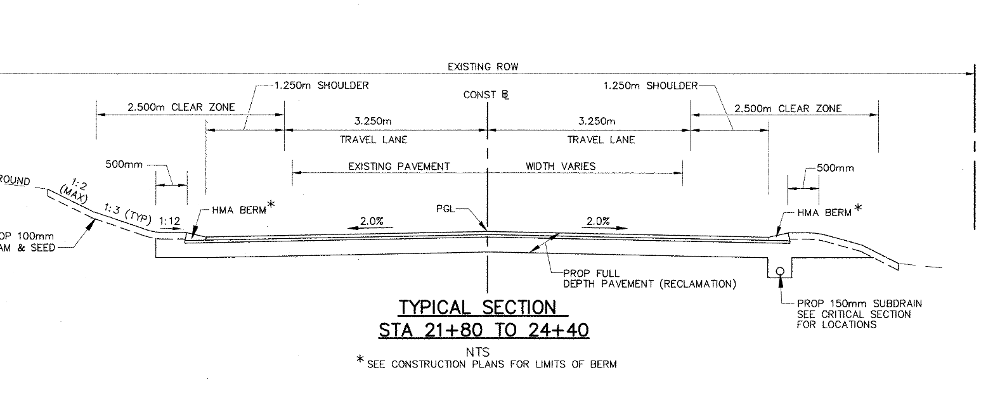 EXISTING ROW
1.250m SHOULDER
1.250m SHOULDER
CONST ℄
2.500m CLEAR ZONE
2.500m CLEAR ZONE
3.250m
3.250m
TRAVEL LANE
TRAVEL LANE
500mm
EXISTING PAVEMENT
WIDTH VARIES
500mm
ROUND
1:2
(MAX)
1:3 (TYP)
1:12
HMA BERM*
PGL
HMA BERM*
2.0%
2.0%
OP 100mm
AM & SEED
PROP FULL
DEPTH PAVEMENT (RECLAMATION)
PROP 150mm SUBDRAIN
SEE CRITICAL SECTION
FOR LOCATIONS
TYPICAL SECTION
STA 21+80 TO 24+40
NTS
*SEE CONSTRUCTION PLANS FOR LIMITS OF BERM